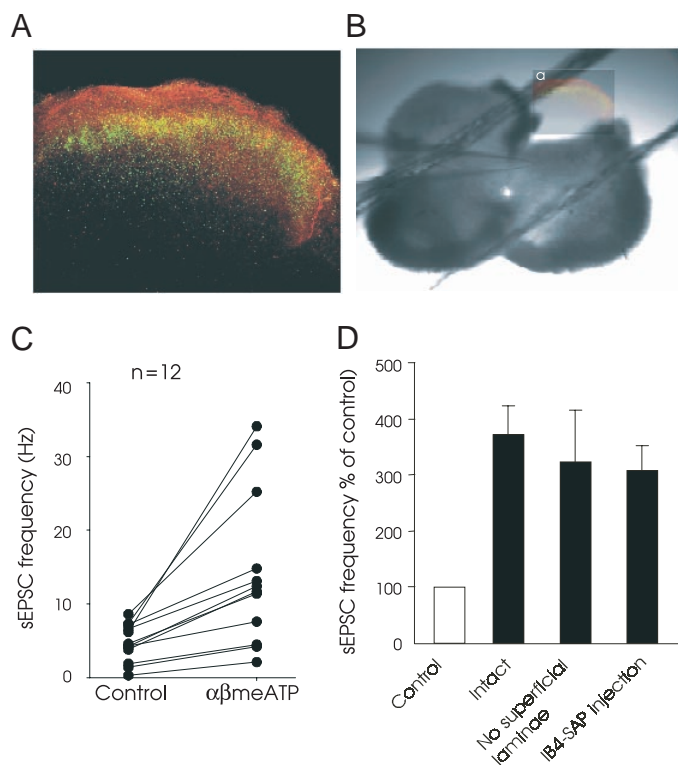 A
B
a
C
n=12
sEPSC frequency (Hz)
40
30
20
10
0
Control
αβmeATP
D
sEPSC frequency % of control)
500
400
300
200
100
0
Control
Intact
No superficial
laminae
IB4-SAP Injection